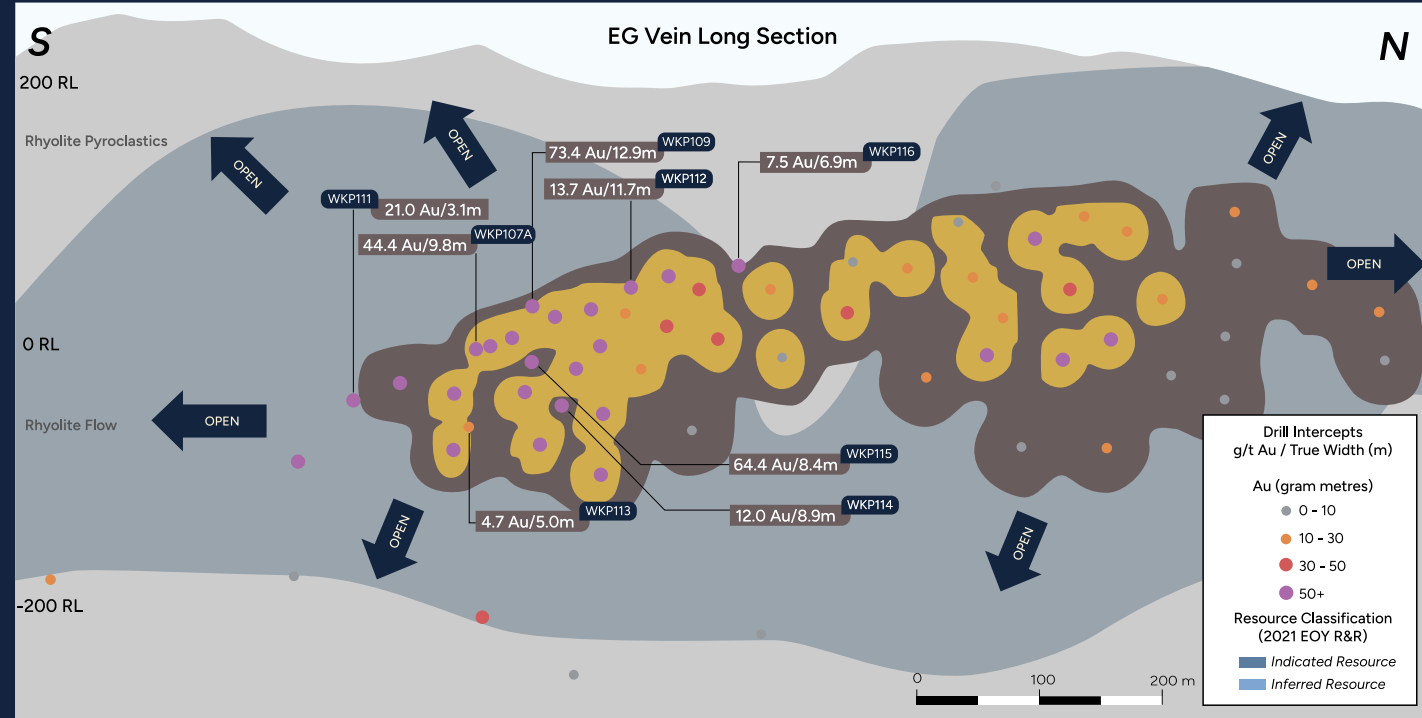 EG Vein Long Section
S
N
200 RL
Rhyolite Pyroclastics
OPEN
OPEN
OPEN
73.4 Au/12.9m
WKP109
7.5 Au/6.9m
WKP116
13.7 Au/11.7m
WKP112
WKP111
21.0 Au/3.1m
44.4 Au/9.8m
WKP107A
OPEN
0 RL
Rhyolite Flow
OPEN
64.4 Au/8.4m
WKP115
12.0 Au/8.9m
WKP114
4.7 Au/5.0m
WKP113
OPEN
OPEN
-200 RL
Drill Intercepts
g/t Au / True Width (m)
Au (gram metres)
0 - 10
10 - 30
30 - 50
50+
Resource Classification
(2021 EOY R&R)
Indicated Resource
Inferred Resource
0 100 200 m